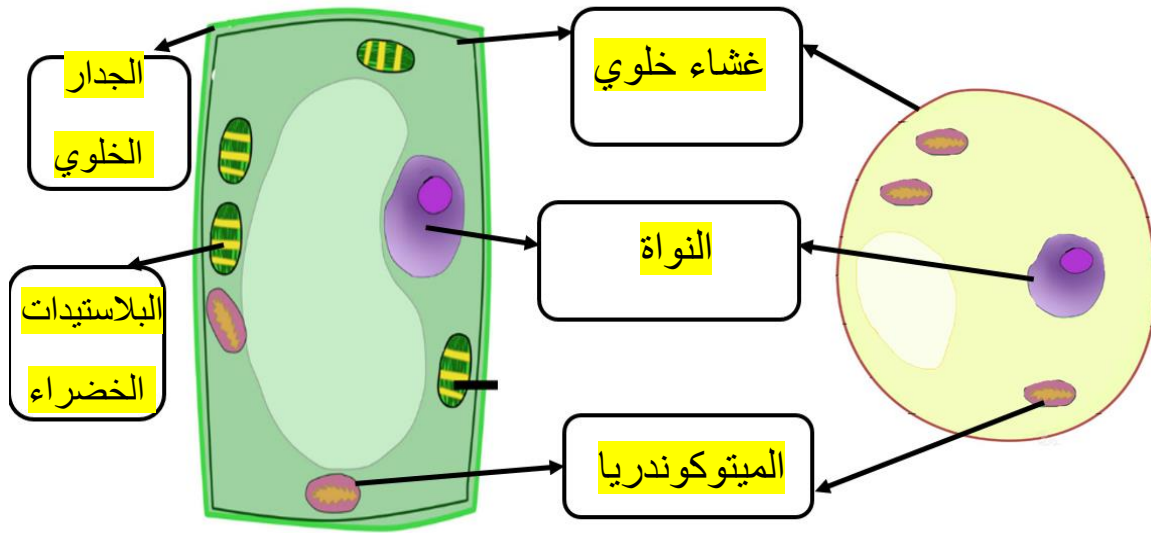 غشاء خلوي
الجدار
الخلوي
النواة
البلاستيدات
الخضراء
الميتوكوندريا